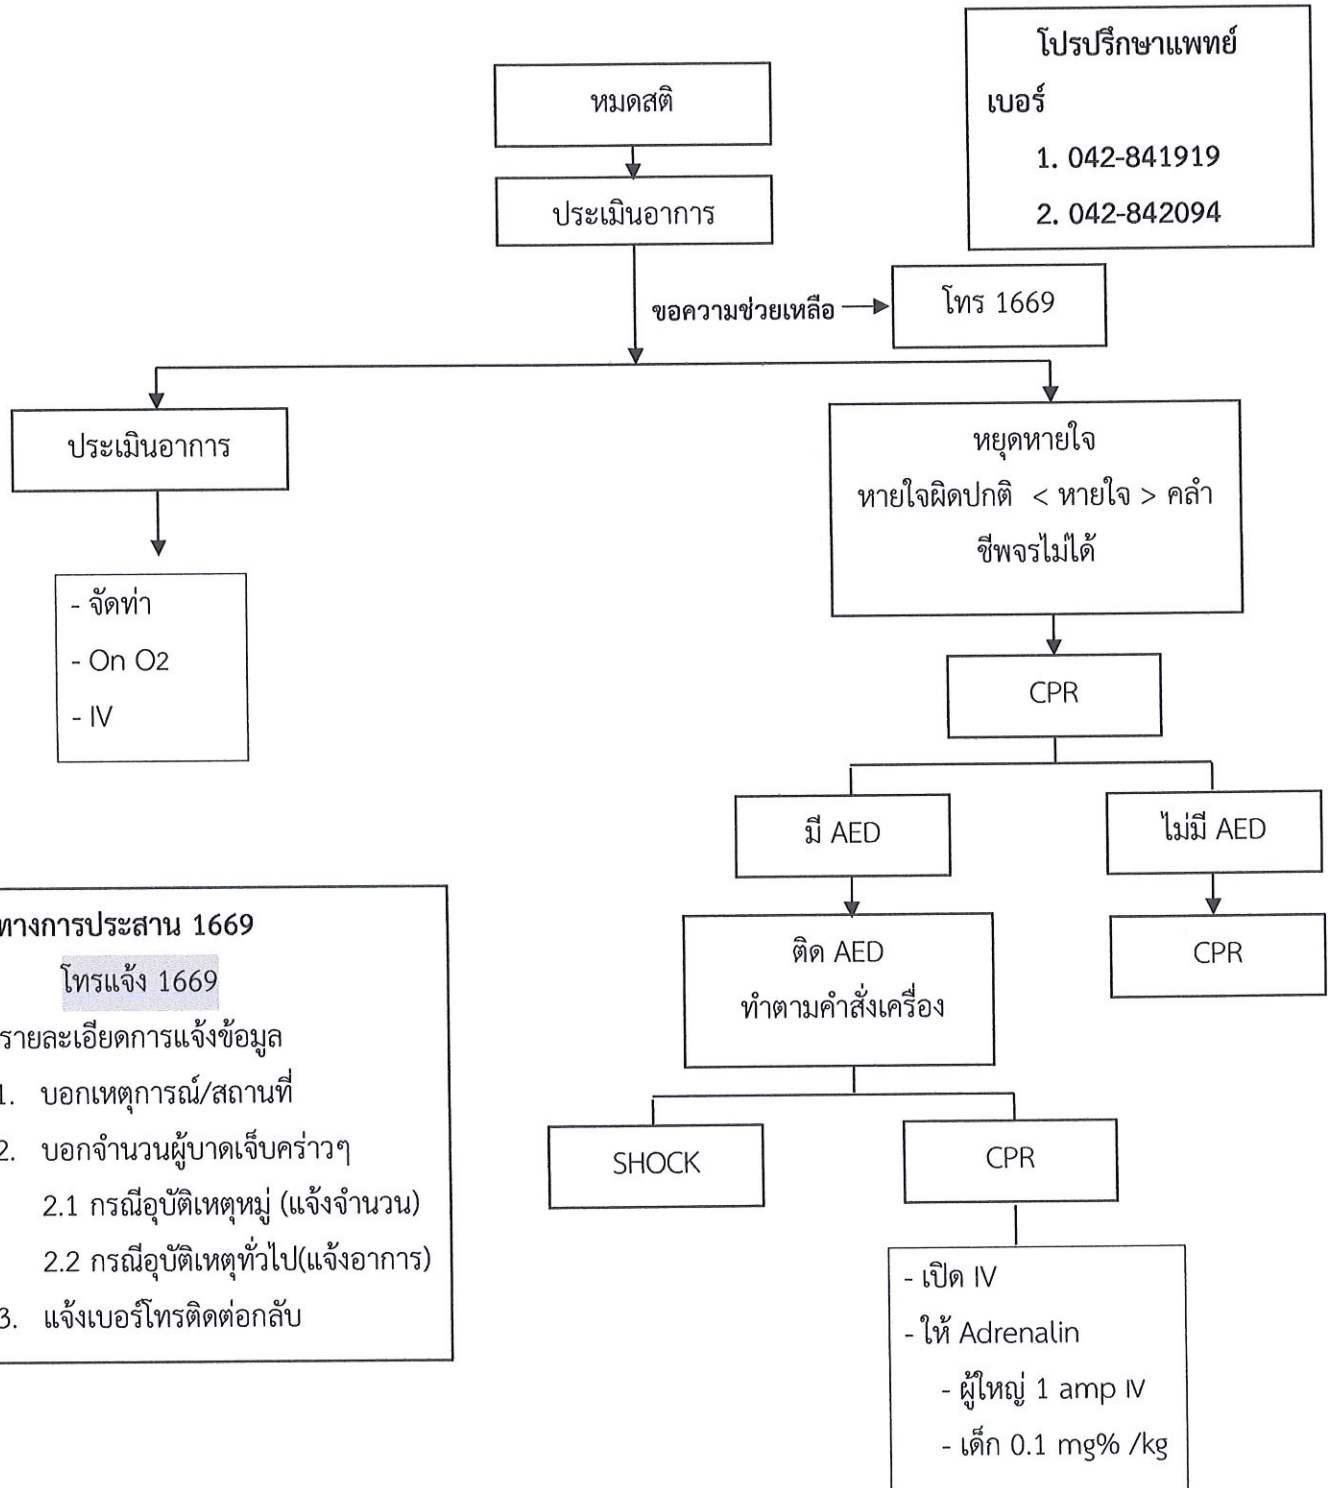 โปรปรึกษาแพทย์
เบอร์
1. 042-841919
2. 042-842094
หมดสติ
ประเมินอาการ
ขอความช่วยเหลือ
โทร 1669
ประเมินอาการ
- จัดท่า
- On O2
- IV
หยุดหายใจ
หายใจผิดปกติ < หายใจ > คลำ
ชีพจรไม่ได้
CPR
มี AED
ไม่มี AED
ติด AED
ทำตามคำสั่งเครื่อง
CPR
SHOCK
CPR
- เปิด IV
- ให้ Adrenalin
- ผู้ใหญ่ 1 amp IV
- เด็ก 0.1 mg% /kg
ทางการประสาน 1669
โทรแจ้ง 1669
รายละเอียดการแจ้งข้อมูล
1. บอกเหตุการณ์/สถานที่
2. บอกจำนวนผู้บาดเจ็บคร่าวๆ
2.1 กรณีอุบัติเหตุหมู่ (แจ้งจำนวน)
2.2 กรณีอุบัติเหตุทั่วไป(แจ้งอาการ)
3. แจ้งเบอร์โทรติดต่อกลับ